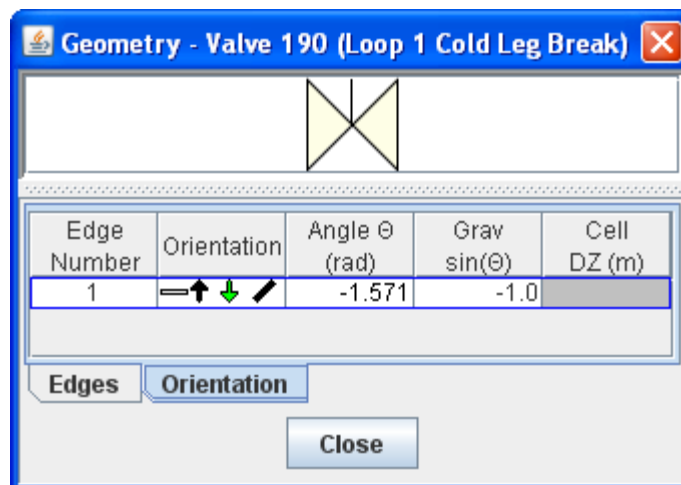 Geometry - Valve 190 (Loop 1 Cold Leg Break)
Edge Number Orientation Angle Θ (rad) Grav sin(Θ) Cell DZ (m)
1 -1.571 -1.0
Edges Orientation
Close